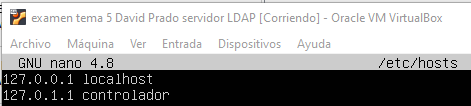 examen tema 5 David Prado servidor LDAP [Corriendo] - Oracle VM VirtualBox
Archivo Máquina Ver Entrada Dispositivos Ayuda
GNU nano 4.8 /etc/hosts
127.0.0.1 localhost
127.0.1.1 controlador